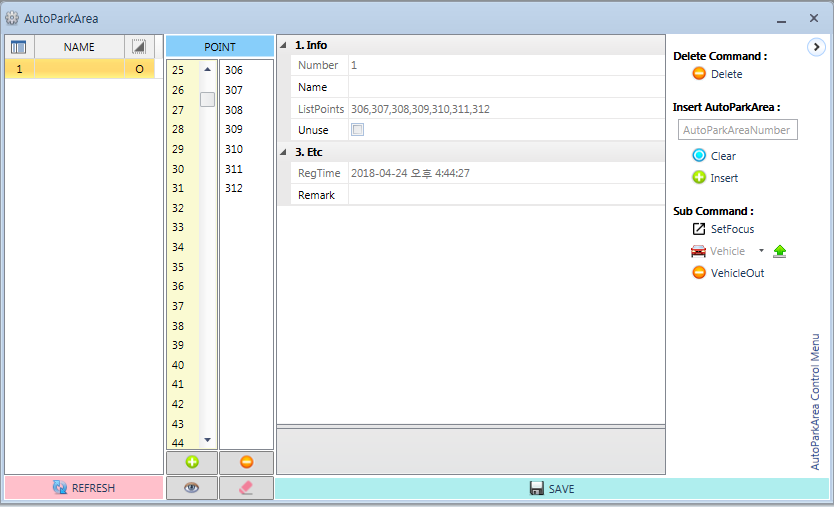 AutoParkArea
NAME
1 O
POINT
25 306
26 307
27 308
28 309
29 310
30 311
31 312
32
33
34
35
36
37
38
39
40
41
42
43
44
REFRESH
1. Info
Number 1
Name
ListPoints 306,307,308,309,310,311,312
Unuse
3. Etc
RegTime 2018-04-24 오후 4:44:27
Remark
SAVE
Delete Command :
Delete
Insert AutoParkArea :
AutoParkAreaNumber
Clear
Insert
Sub Command :
SetFocus
Vehicle
VehicleOut
AutoParkArea Control Menu